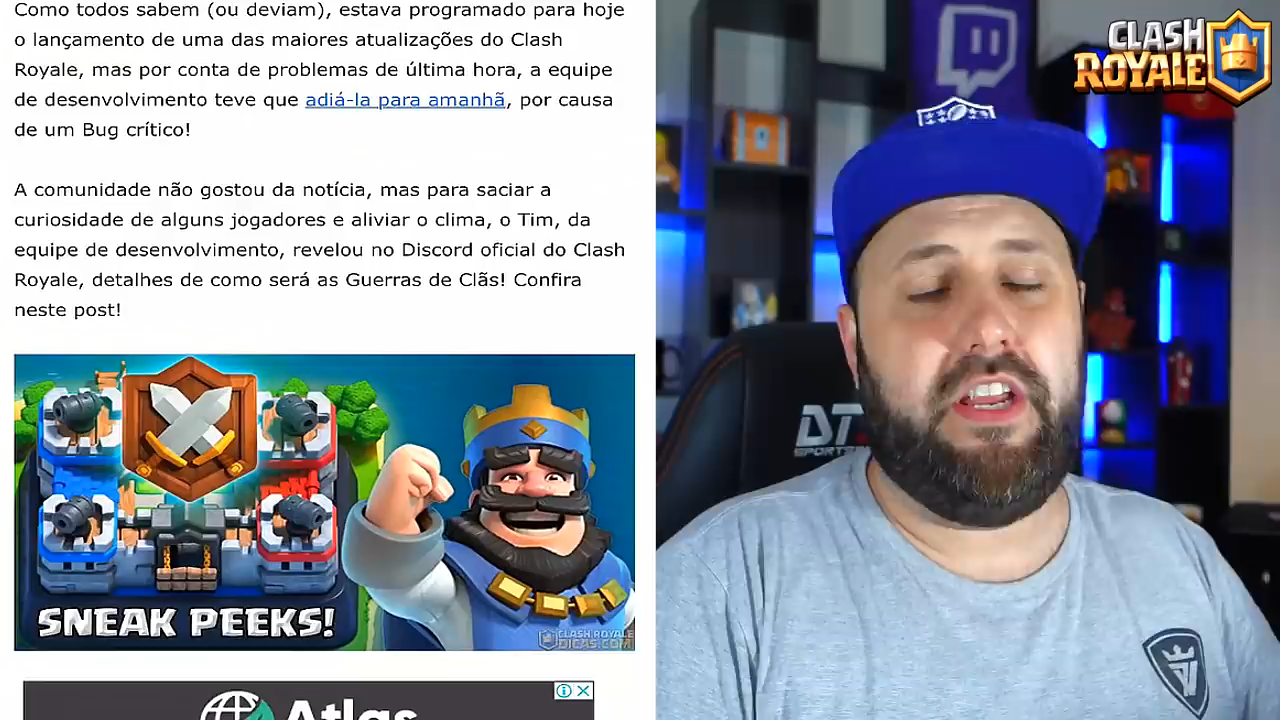 Como todos sabem (ou deviam), estava programado para hoje
o lançamento de uma das maiores atualizações do Clash
Royale, mas por conta de problemas de última hora, a equipe
de desenvolvimento teve que adiá-la para amanhã, por causa
de um Bug crítico!
A comunidade não gostou da notícia, mas para saciar a
curiosidade de alguns jogadores e aliviar o clima, o Tim, da
equipe de desenvolvimento, revelou no Discord oficial do Clash
Royale, detalhes de como será as Guerras de Clãs! Confira
neste post!
SNEAK PEEKS!
CLASH ROYALE
DICAS.COM
Atlas
CLASH
ROYALE
DT
SPORTS